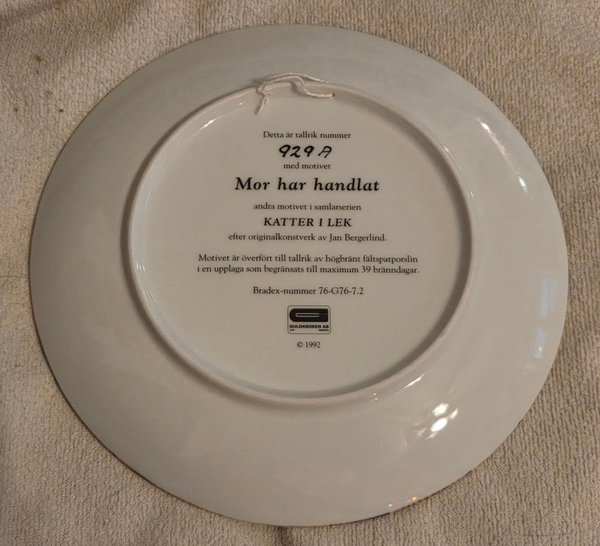 Detta är tallrik nummer
929 A
med motivet
Mor har handlat
andra motivet i samlarserien
KATTER I LEK
efter originalkonstverk av Jan Bergerlind.
Motivet är överfört till tallrik av högbränt fältspatporslin
i en upplaga som begränsats till maximum 39 bränndagar.
Bradex-nummer 76-G76-7.2
GULDKROKEN AB
© 1992